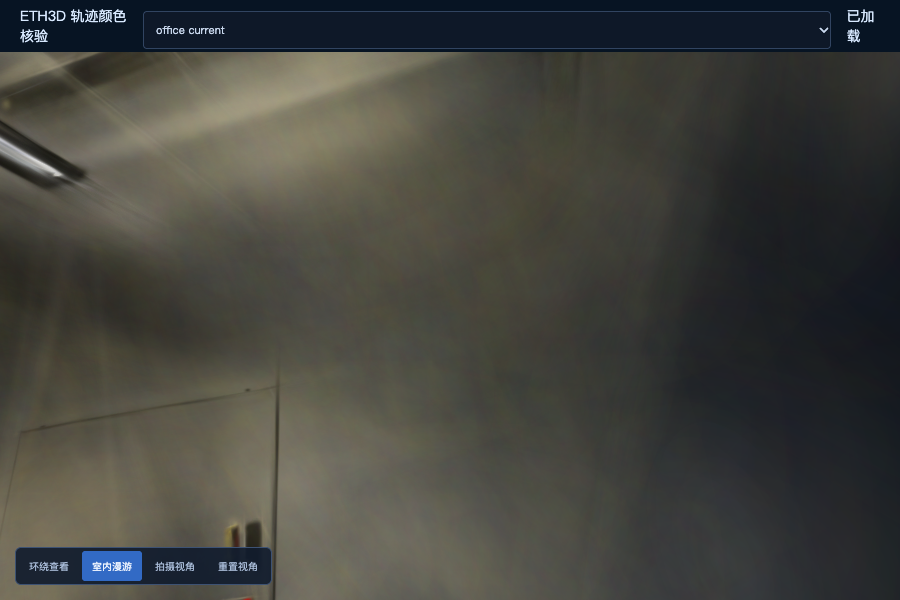 ETH3D 轨迹颜色
核验
office current
已加
载
环绕查看
室内漫游
拍摄视角
重置视角